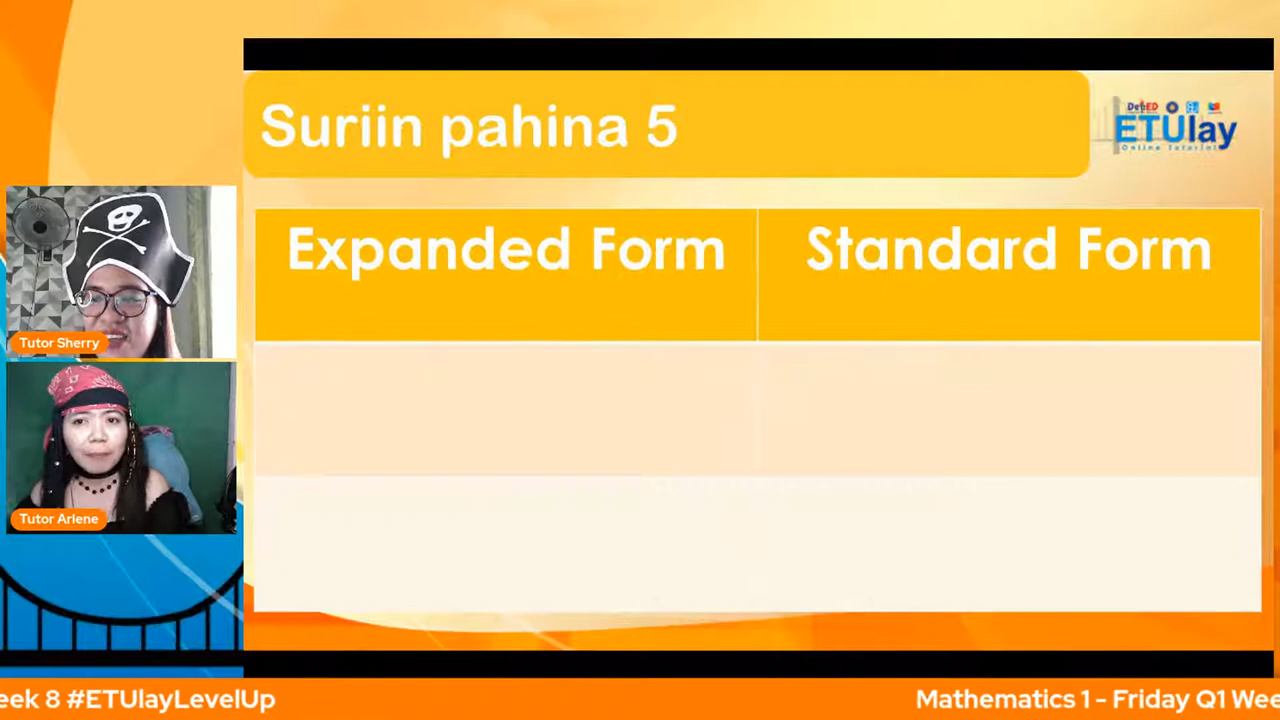 Suriin pahina 5
DepED
ETUlay
Online Tutorial
Expanded Form
Standard Form
Tutor Sherry
Tutor Arlene
eek 8 #ETUlayLevelUp
Mathematics 1 - Friday Q1 Wee